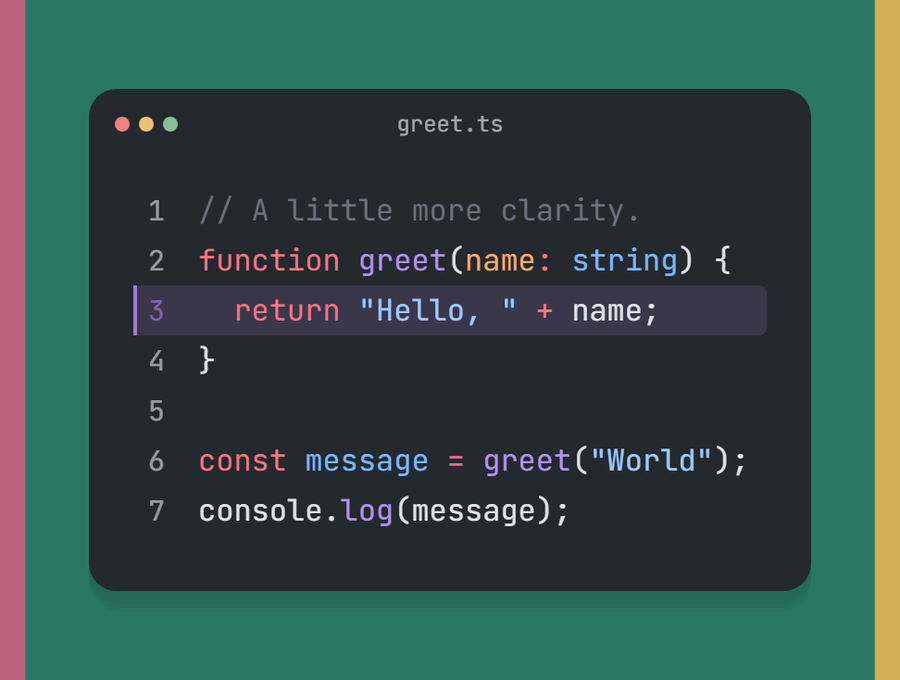 greet.ts
1 // A little more clarity.
2 function greet(name: string) {
3   return "Hello, " + name;
4 }
5
6 const message = greet("World");
7 console.log(message);